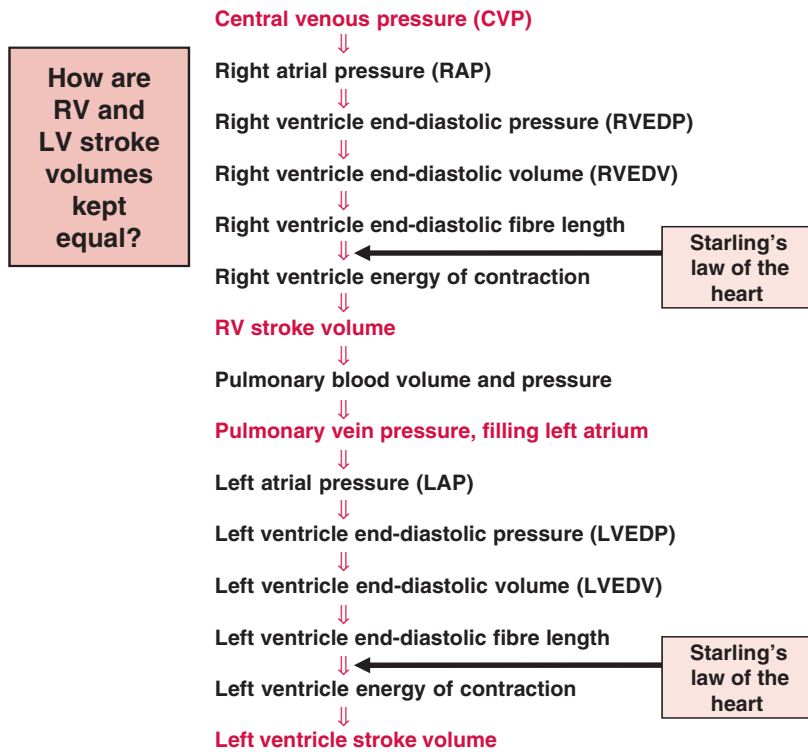 Central venous pressure (CVP)
⇓
How are
RV and
LV stroke
volumes
kept
equal?
Right atrial pressure (RAP)
⇓
Right ventricle end-diastolic pressure (RVEDP)
⇓
Right ventricle end-diastolic volume (RVEDV)
⇓
Right ventricle end-diastolic fibre length
⇓
Starling's
law of the
heart
Right ventricle energy of contraction
⇓
RV stroke volume
⇓
Pulmonary blood volume and pressure
⇓
Pulmonary vein pressure, filling left atrium
⇓
Left atrial pressure (LAP)
⇓
Left ventricle end-diastolic pressure (LVEDP)
⇓
Left ventricle end-diastolic volume (LVEDV)
⇓
Left ventricle end-diastolic fibre length
⇓
Starling's
law of the
heart
Left ventricle energy of contraction
⇓
Left ventricle stroke volume